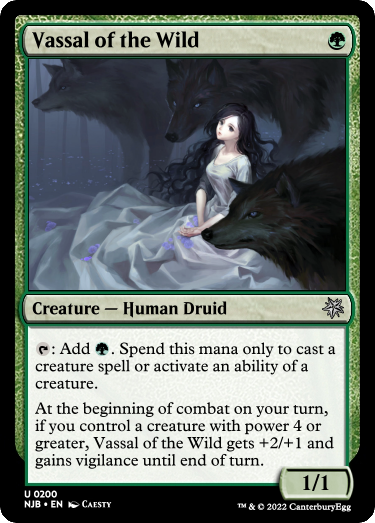 Vassal of the Wild
Creature — Human Druid
: Add . Spend this mana only to cast a
creature spell or activate an ability of a
creature.
At the beginning of combat on your turn,
if you control a creature with power 4 or
greater, Vassal of the Wild gets +2/+1 and
gains vigilance until end of turn.
1/1
U 0200
NJB • EN CAESTY
™ & © 2022 CanterburyEgg